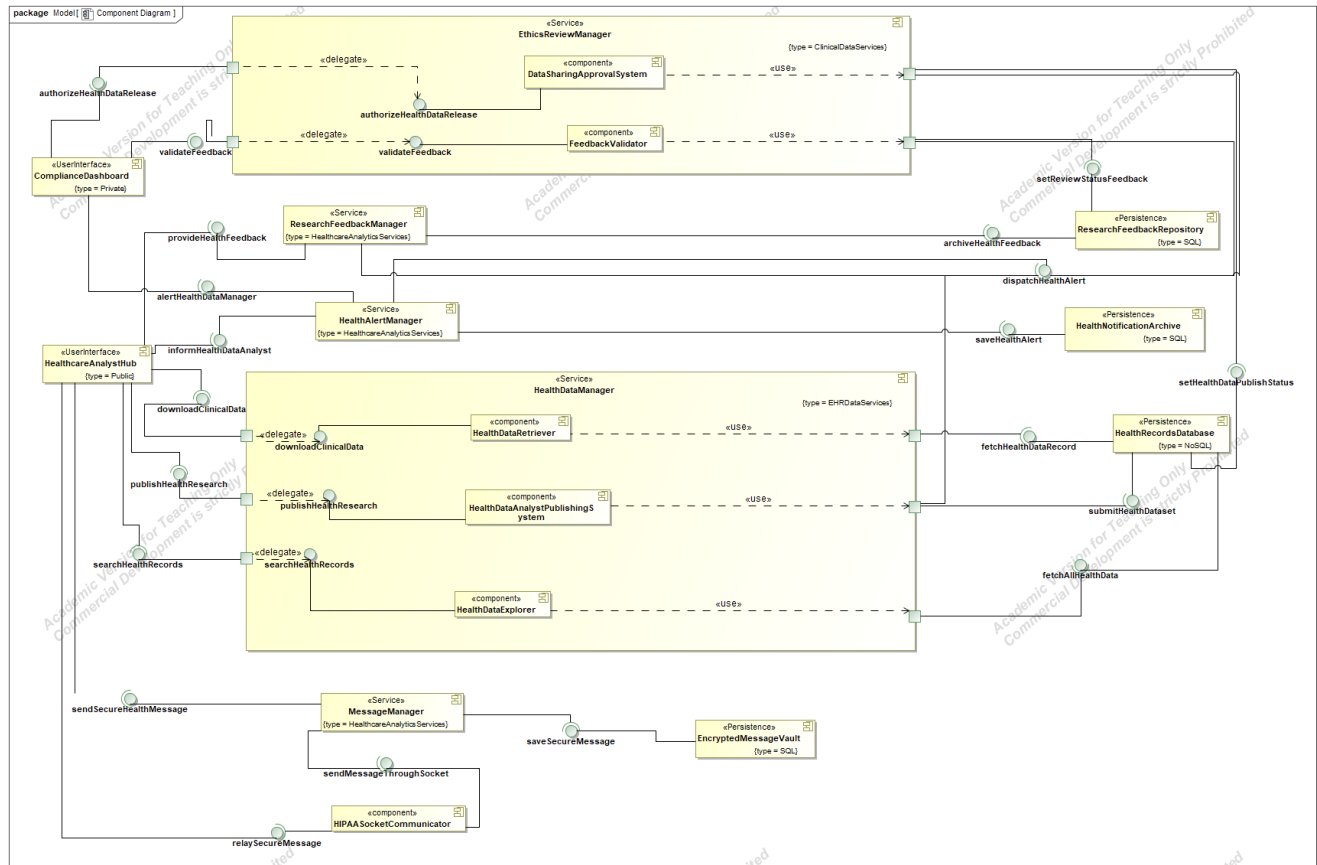 package Model[ Component Diagram ]
«Service»
EthicsReviewManager
{type = ClinicalDataServices}
«delegate»
«component»
DataSharingApprovalSystem
«use»
authorizeHealthDataRelease
authorizeHealthDataRelease
«delegate»
«component»
FeedbackValidator
«use»
validateFeedback
validateFeedback
«UserInterface»
ComplianceDashboard
{type = Private}
setReviewStatusFeedback
«Service»
ResearchFeedbackManager
{type = HealthcareAnalyticsServices}
provideHealthFeedback
archiveHealthFeedback
«Persistence»
ResearchFeedbackRepository
{type = SQL}
dispatchHealthAlert
alertHealthDataManager
«Service»
HealthAlertManager
{type = HealthcareAnalyticsServices}
«Persistence»
HealthNotificationArchive
{type = SQL}
saveHealthAlert
informHealthDataAnalyst
«UserInterface»
HealthcareAnalystHub
{type = Public}
«Service»
HealthDataManager
{type = EHRDataServices}
setHealthDataPublishStatus
downloadClinicalData
«delegate»
downloadClinicalData
«component»
HealthDataRetriever
«use»
fetchHealthDataRecord
«Persistence»
HealthRecordsDatabase
{type = NoSQL}
publishHealthResearch
«delegate»
publishHealthResearch
«component»
HealthDataAnalystPublishingS
ystem
«use»
submitHealthDataset
searchHealthRecords
«delegate»
searchHealthRecords
«component»
HealthDataExplorer
«use»
fetchAllHealthData
sendSecureHealthMessage
«Service»
MessageManager
{type = HealthcareAnalyticsServices}
saveSecureMessage
«Persistence»
EncryptedMessageVault
{type = SQL}
sendMessageThroughSocket
«component»
HIPAASocketCommunicator
relaySecureMessage
Academic Version for Teaching Only
Commercial Development is strictly Prohibited